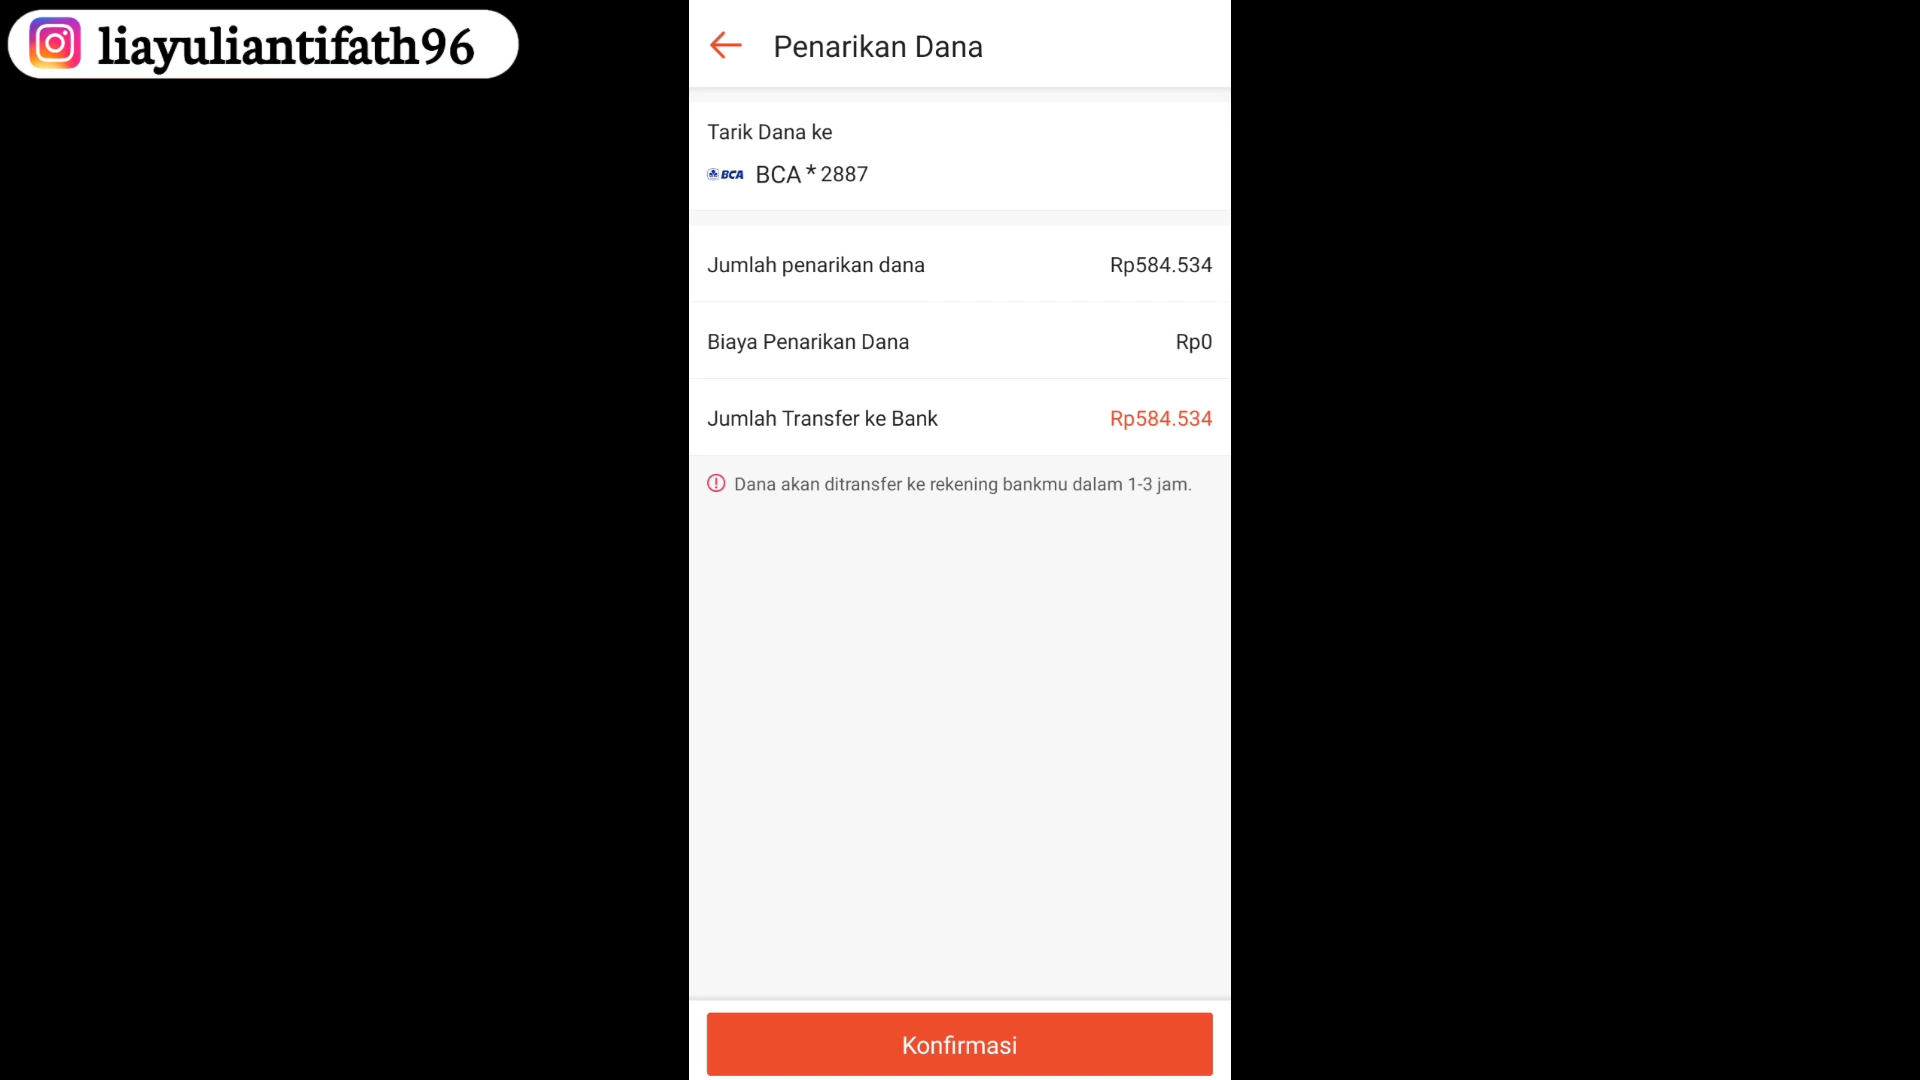 liayuliantifath96
Penarikan Dana
Tarik Dana ke
BCA BCA * 2887
Jumlah penarikan dana Rp584.534
Biaya Penarikan Dana Rp0
Jumlah Transfer ke Bank Rp584.534
Dana akan ditransfer ke rekening bankmu dalam 1-3 jam.
Konfirmasi